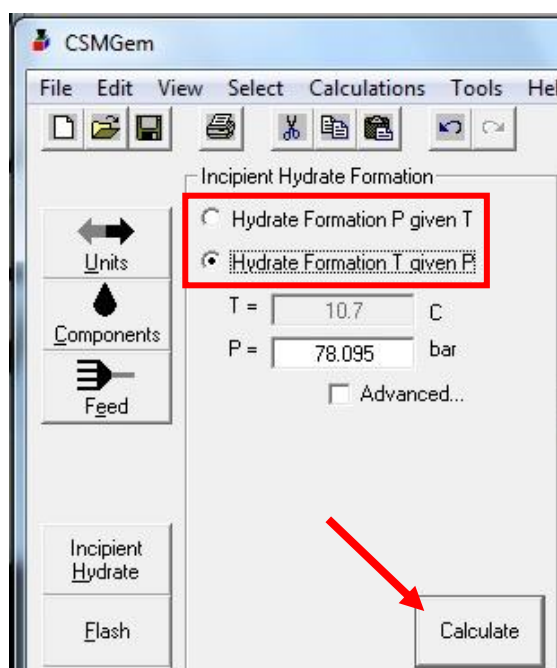 CSMGem
File Edit View Select Calculations Tools Hel
Incipient Hydrate Formation
Hydrate Formation P given T
Hydrate Formation T given P
T = 10.7 C
P = 78.095 bar
Advanced...
Units
Components
Feed
Incipient
Hydrate
Flash
Calculate